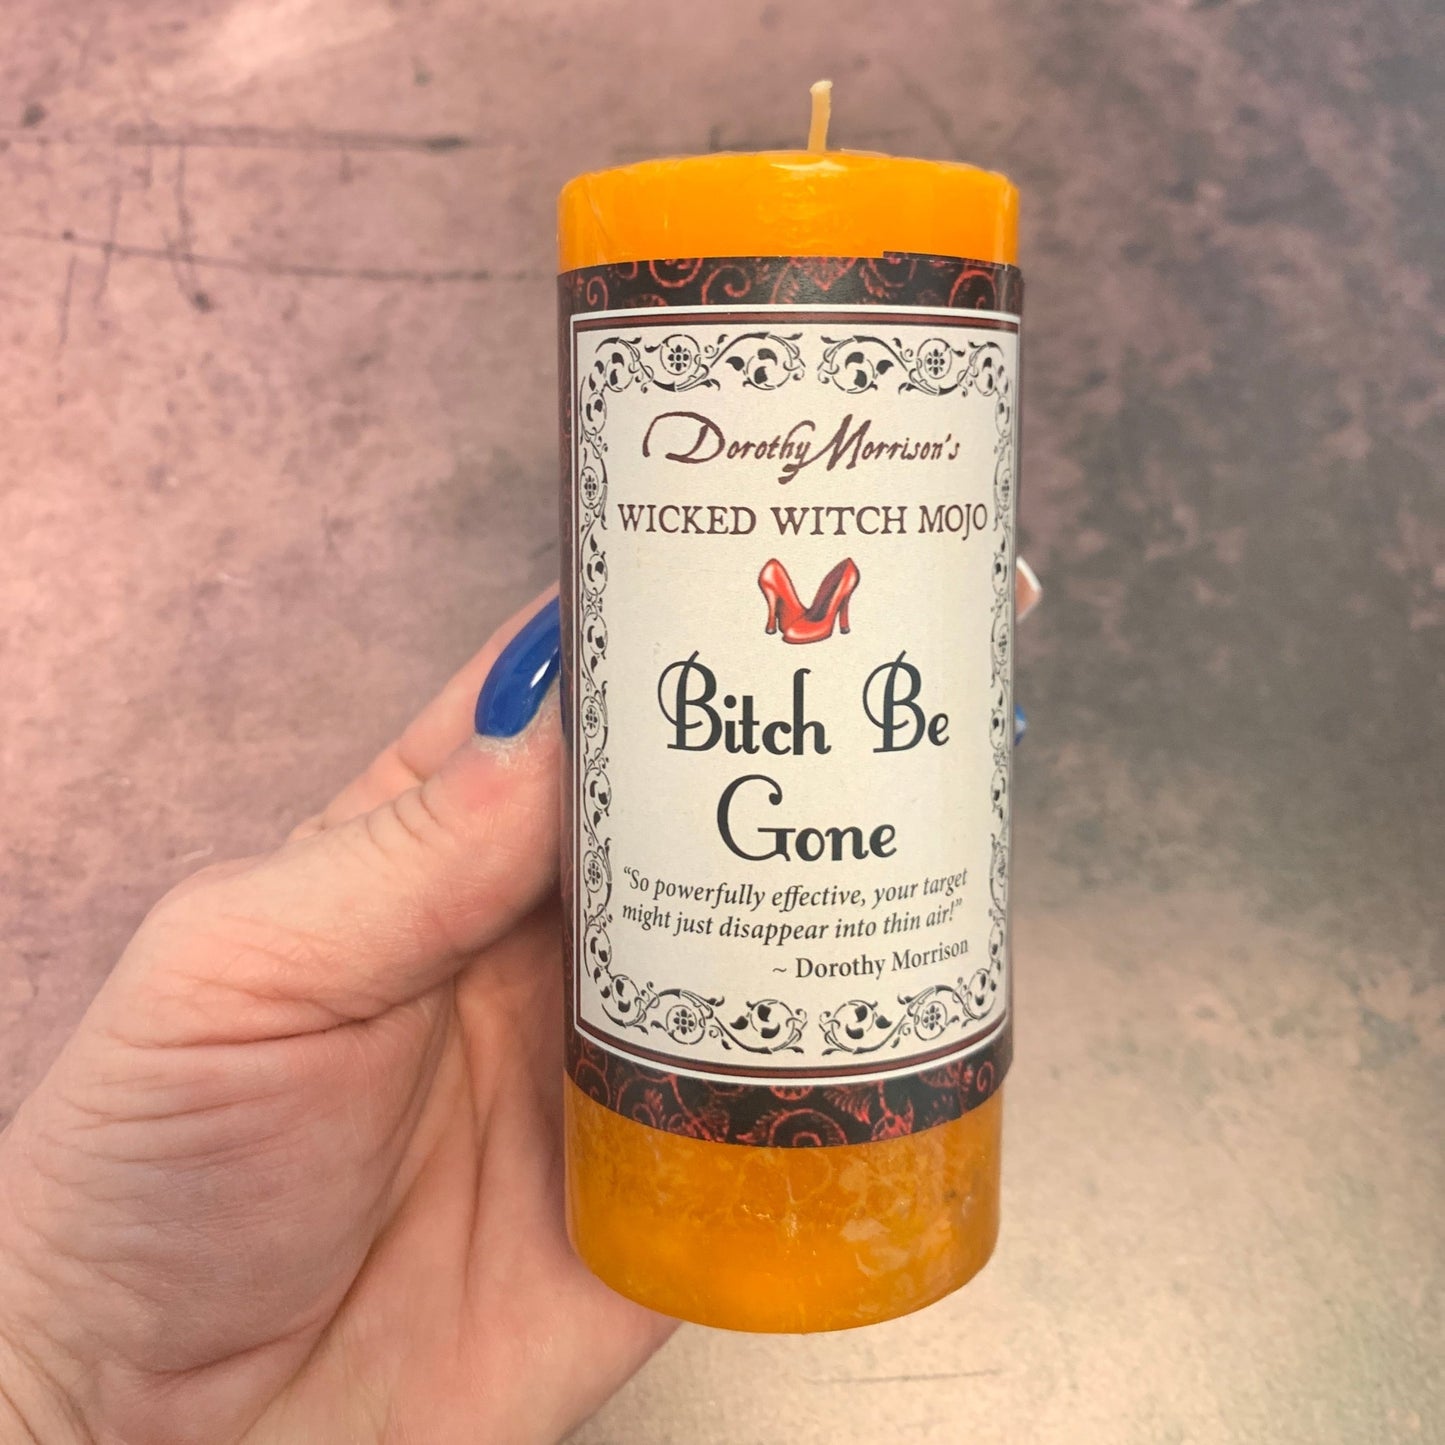 Dorothy Morrison's
WICKED WITCH MOJO
Bitch Be
Gone
“So powerfully effective, your target
might just disappear into thin air!”
~ Dorothy Morrison